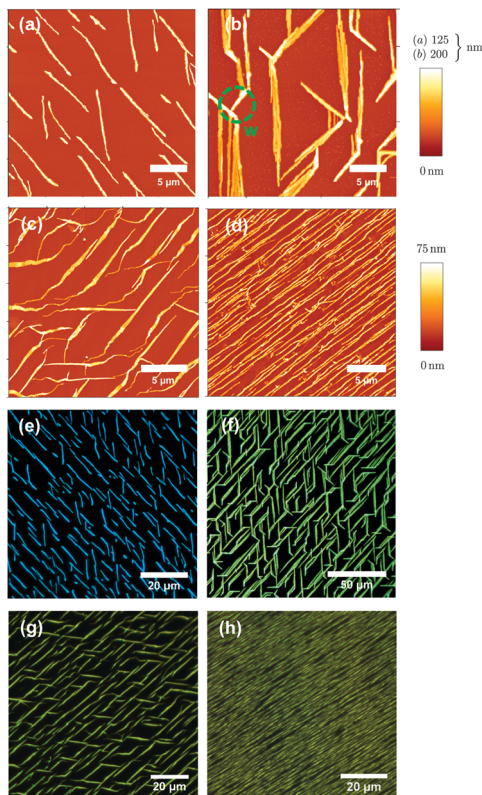 (a)
(b)
(a) 125
(b) 200
} nm
w
5 µm
5 µm
0 nm
(c)
(d)
75 nm
5 µm
5 µm
0 nm
(e)
(f)
20 µm
50 µm
(g)
(h)
20 µm
20 µm